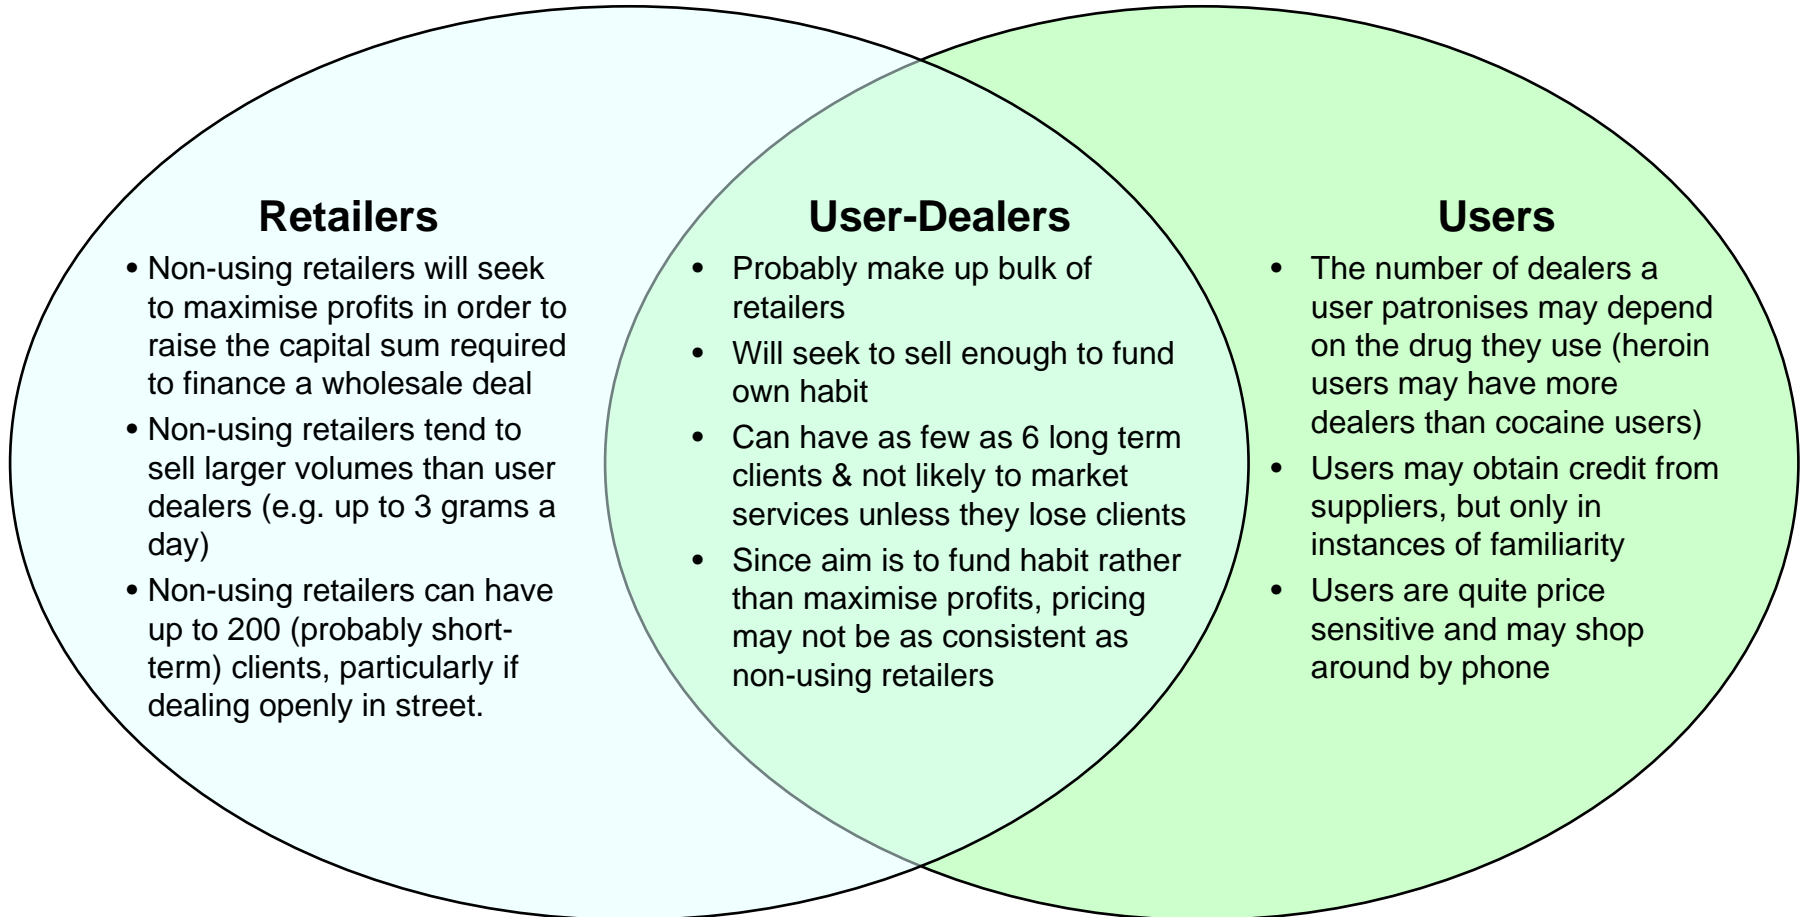 Retailers
• Non-using retailers will seek
to maximise profits in order to
raise the capital sum required
to finance a wholesale deal
• Non-using retailers tend to
sell larger volumes than user
dealers (e.g. up to 3 grams a
day)
• Non-using retailers can have
up to 200 (probably short-
term) clients, particularly if
dealing openly in street.
User-Dealers
• Probably make up bulk of
retailers
• Will seek to sell enough to fund
own habit
• Can have as few as 6 long term
clients & not likely to market
services unless they lose clients
• Since aim is to fund habit rather
than maximise profits, pricing
may not be as consistent as
non-using retailers
Users
• The number of dealers a
user patronises may depend
on the drug they use (heroin
users may have more
dealers than cocaine users)
• Users may obtain credit from
suppliers, but only in
instances of familiarity
• Users are quite price
sensitive and may shop
around by phone